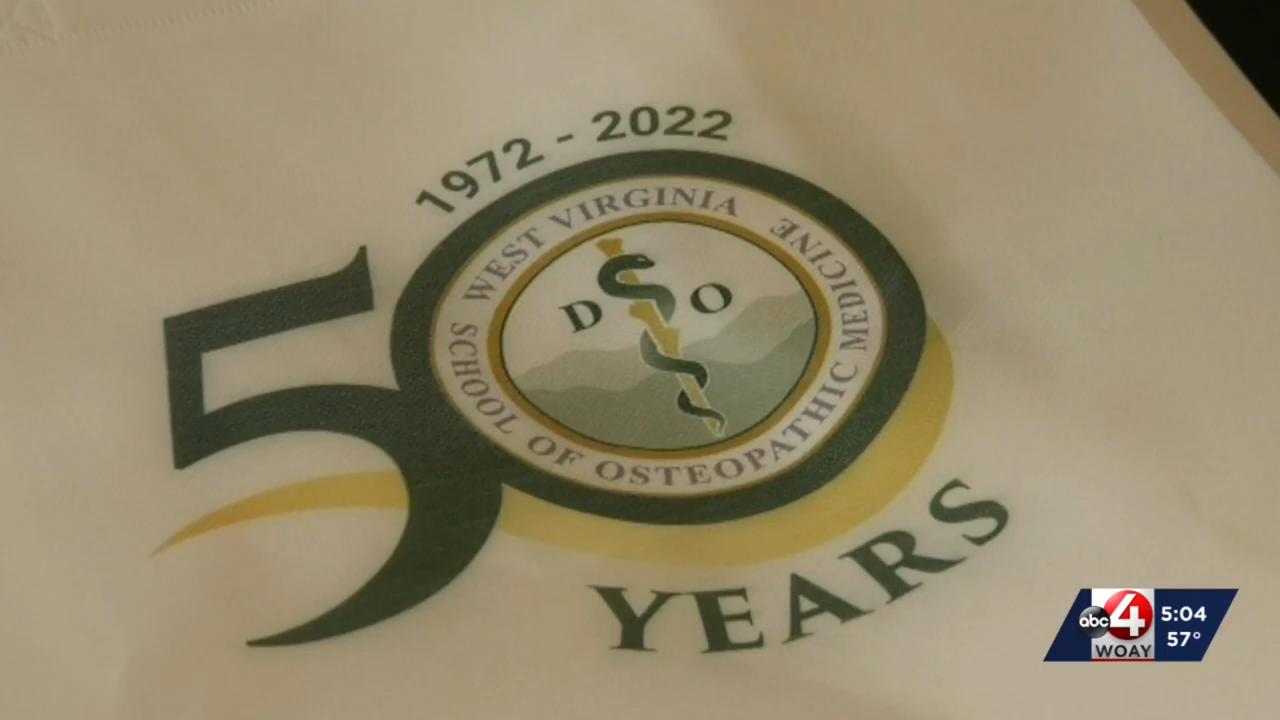 1972 - 2022
50
WEST VIRGINIA
SCHOOL OF OSTEOPATHIC MEDICINE
D O
YEARS
abc 4 5:04
WOAY 57°